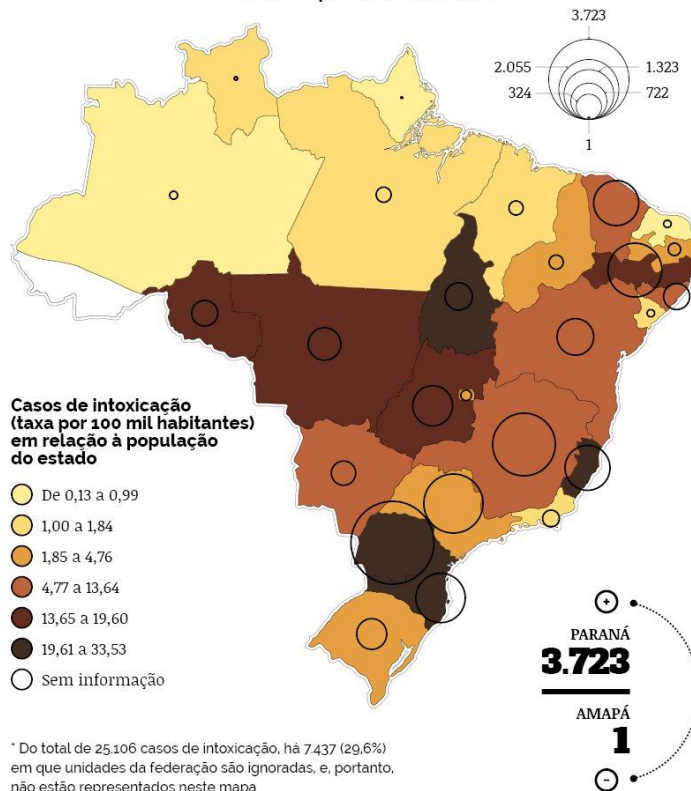 3.723
2.055
1.323
324
722
1
Casos de intoxicação
(taxa por 100 mil habitantes)
em relação à população
do estado
De 0,13 a 0,99
1,00 a 1,84
1,85 a 4,76
4,77 a 13,64
13,65 a 19,60
19,61 a 33,53
Sem informação
+
PARANÁ
3.723
AMAPÁ
1
−
* Do total de 25.106 casos de intoxicação, há 7.437 (29,6%)
em que unidades da federação são ignoradas, e, portanto,
não estão representados neste mapa